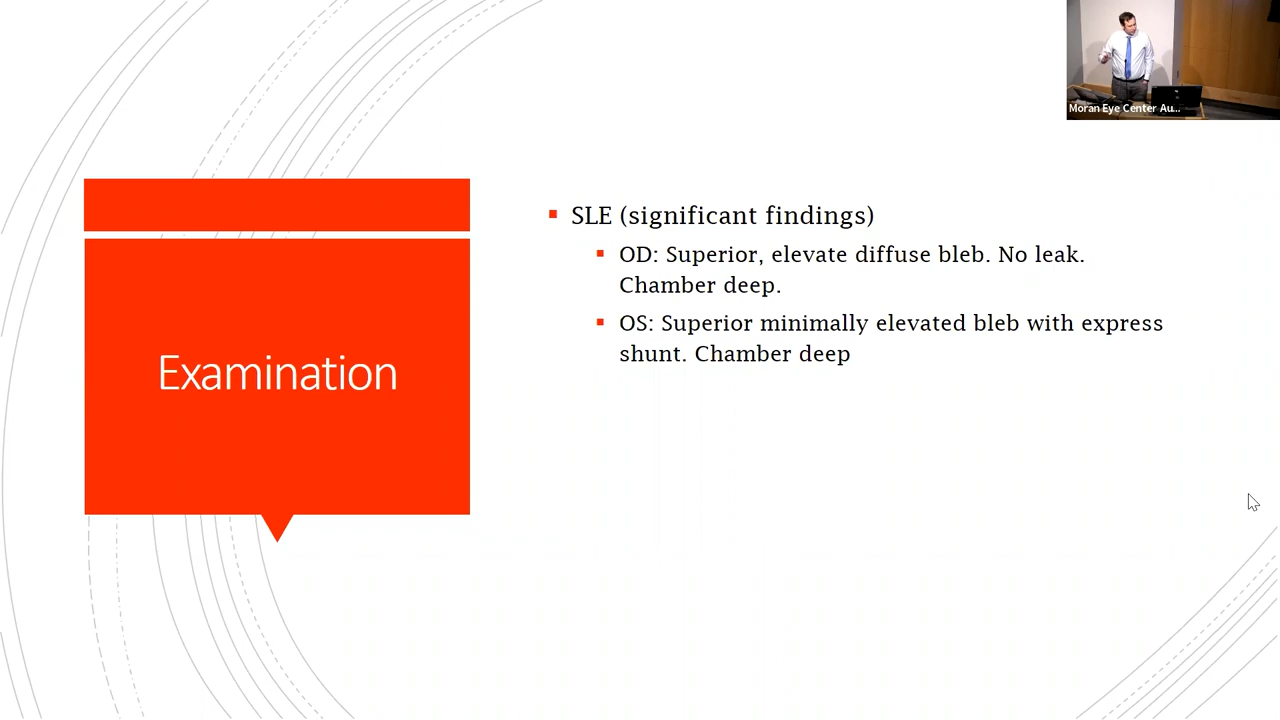 Moran Eye Center Au...
Examination
SLE (significant findings)
OD: Superior, elevate diffuse bleb. No leak.
Chamber deep.
OS: Superior minimally elevated bleb with express
shunt. Chamber deep